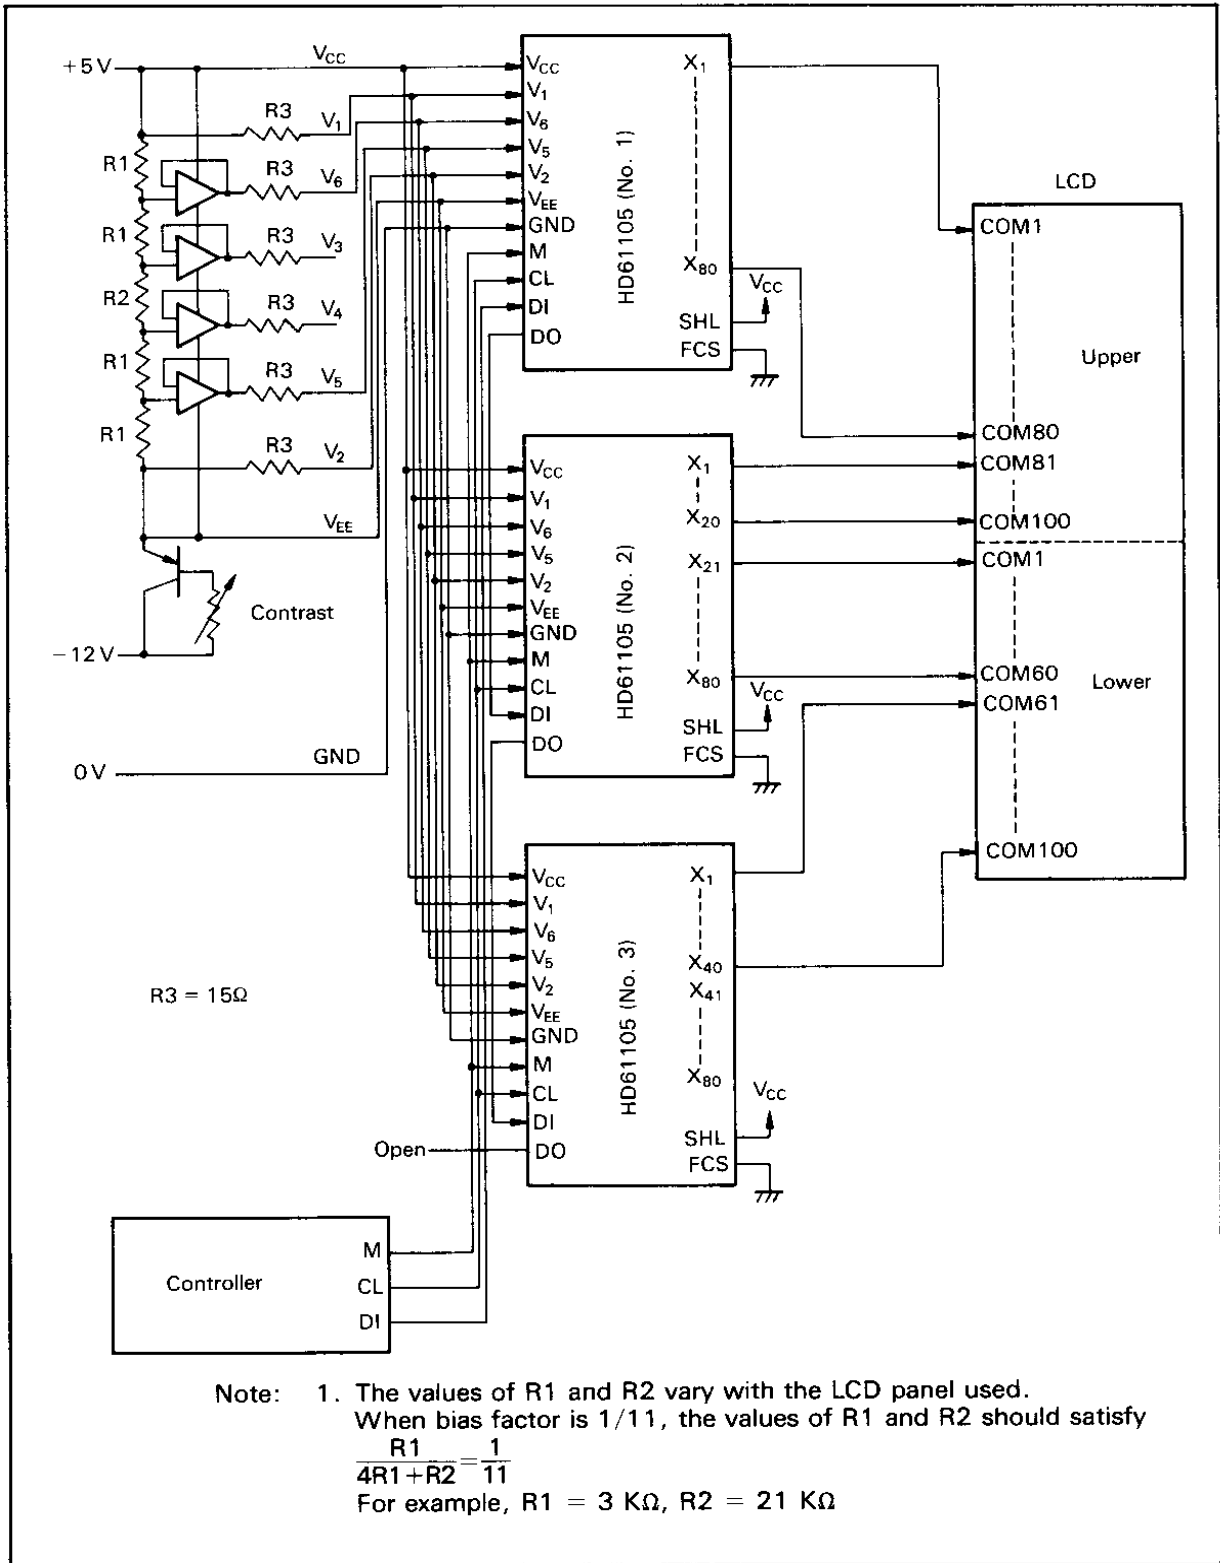 +5V
VCC
R3
V1
R1
R3
V6
R1
R3
V3
R2
R3
V4
R1
R3
V5
R1
R3
V2
VEE
Contrast
−12V
0V
GND
R3 = 15Ω
VCC
V1
V6
V5
V2
VEE
GND
M
CL
DI
DO
HD61105 (No. 1)
X1
X80
VCC
SHL
FCS
VCC
V1
V6
V5
V2
VEE
GND
M
CL
DI
DO
HD61105 (No. 2)
X1
X20
X21
X80
VCC
SHL
FCS
VCC
V1
V6
V5
V2
VEE
GND
M
CL
DI
Open
DO
HD61105 (No. 3)
X1
X40
X41
X80
VCC
SHL
FCS
LCD
COM1
Upper
COM80
COM81
COM100
COM1
COM60
Lower
COM61
COM100
Controller
M
CL
DI
Note: 1. The values of R1 and R2 vary with the LCD panel used.
When bias factor is 1/11, the values of R1 and R2 should satisfy
R1/(4R1+R2)=1/11
For example, R1 = 3 KΩ, R2 = 21 KΩ